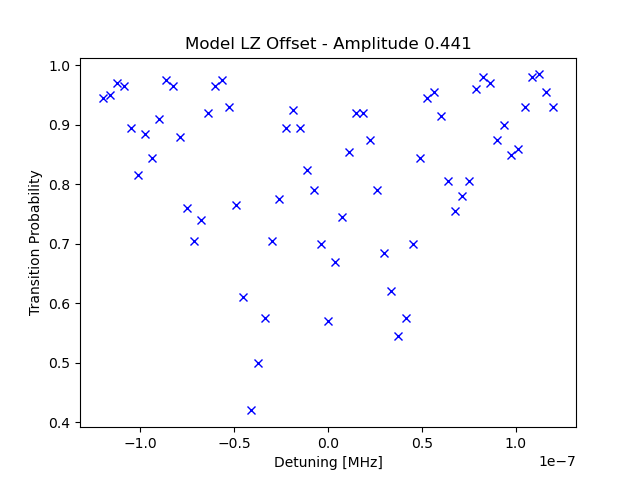 Model LZ Offset - Amplitude 0.441
1.0
0.9
0.8
0.7
0.6
0.5
0.4
Transition Probability
−1.0 −0.5 0.0 0.5 1.0
1e−7
Detuning [MHz]